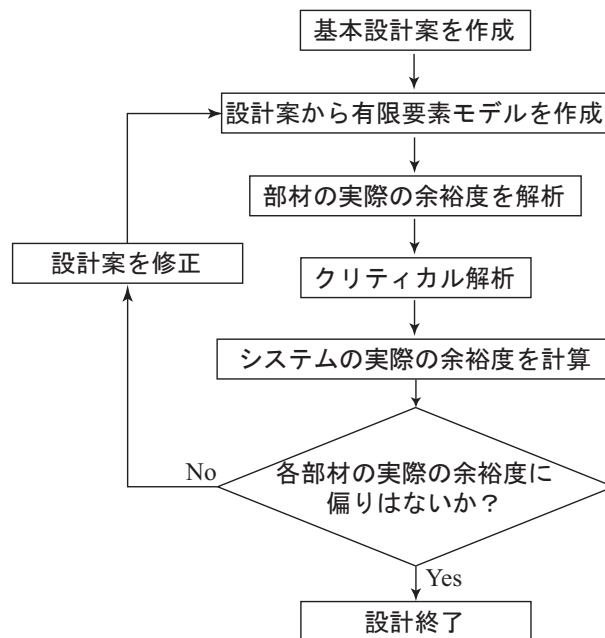 基本設計案を作成
設計案から有限要素モデルを作成
部材の実際の余裕度を解析
設計案を修正
クリティカル解析
システムの実際の余裕度を計算
No
各部材の実際の余裕度に
偏りはないか？
Yes
設計終了